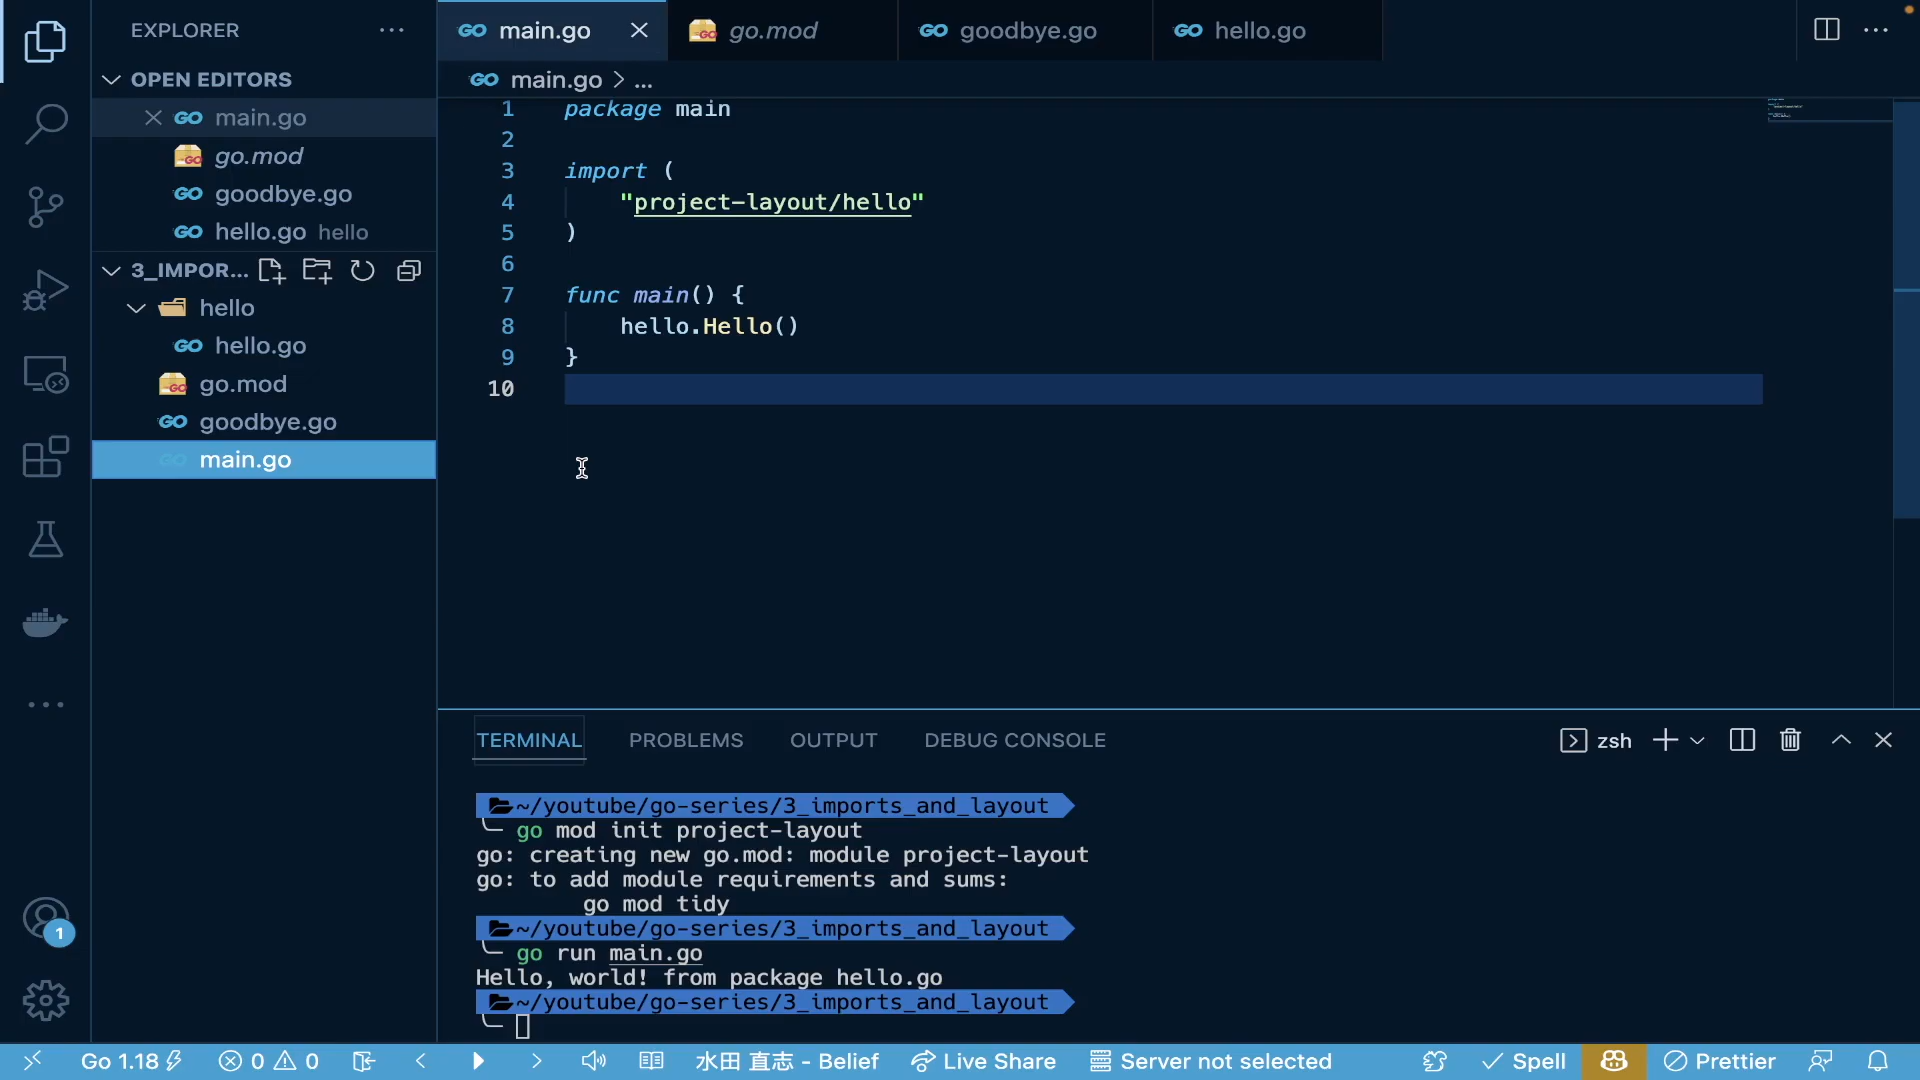 EXPLORER
OPEN EDITORS
main.go
go.mod
goodbye.go
hello.go hello
3_IMPOR...
hello
hello.go
go.mod
goodbye.go
main.go
main.go go.mod goodbye.go hello.go
main.go > ...
1 package main
2
3 import (
4 "project-layout/hello"
5 )
6
7 func main() {
8 hello.Hello()
9 }
10
TERMINAL PROBLEMS OUTPUT DEBUG CONSOLE zsh
~/youtube/go-series/3_imports_and_layout
go mod init project-layout
go: creating new go.mod: module project-layout
go: to add module requirements and sums:
go mod tidy
~/youtube/go-series/3_imports_and_layout
go run main.go
Hello, world! from package hello.go
~/youtube/go-series/3_imports_and_layout
1
Go 1.18 0 0 水田 直志 - Belief Live Share Server not selected Spell Prettier